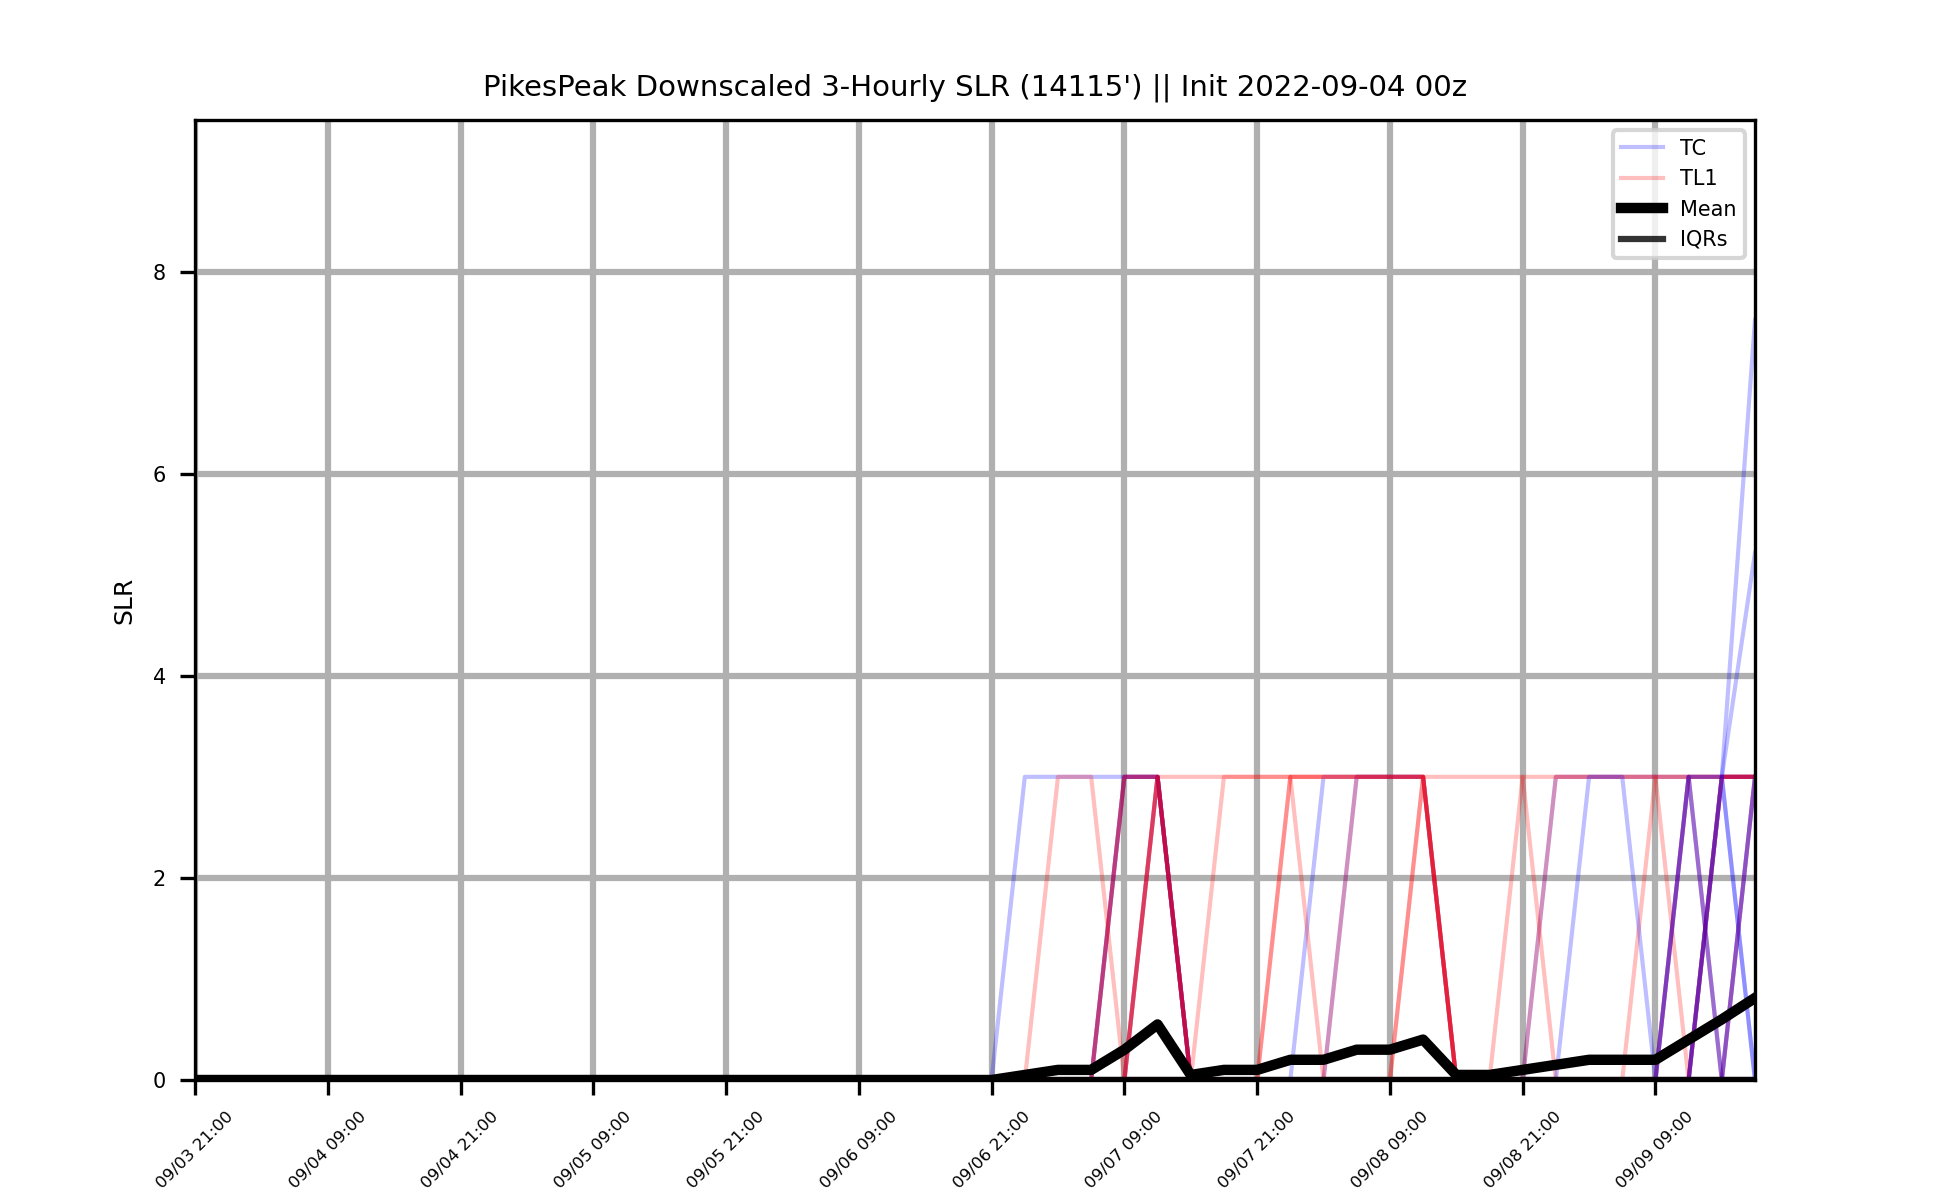 PikesPeak Downscaled 3-Hourly SLR (14115') || Init 2022-09-04 00z
TC
TL1
Mean
IQRs
8
6
4
2
0
SLR
09/03 21:00
09/04 09:00
09/04 21:00
09/05 09:00
09/05 21:00
09/06 09:00
09/06 21:00
09/07 09:00
09/07 21:00
09/08 09:00
09/08 21:00
09/09 09:00